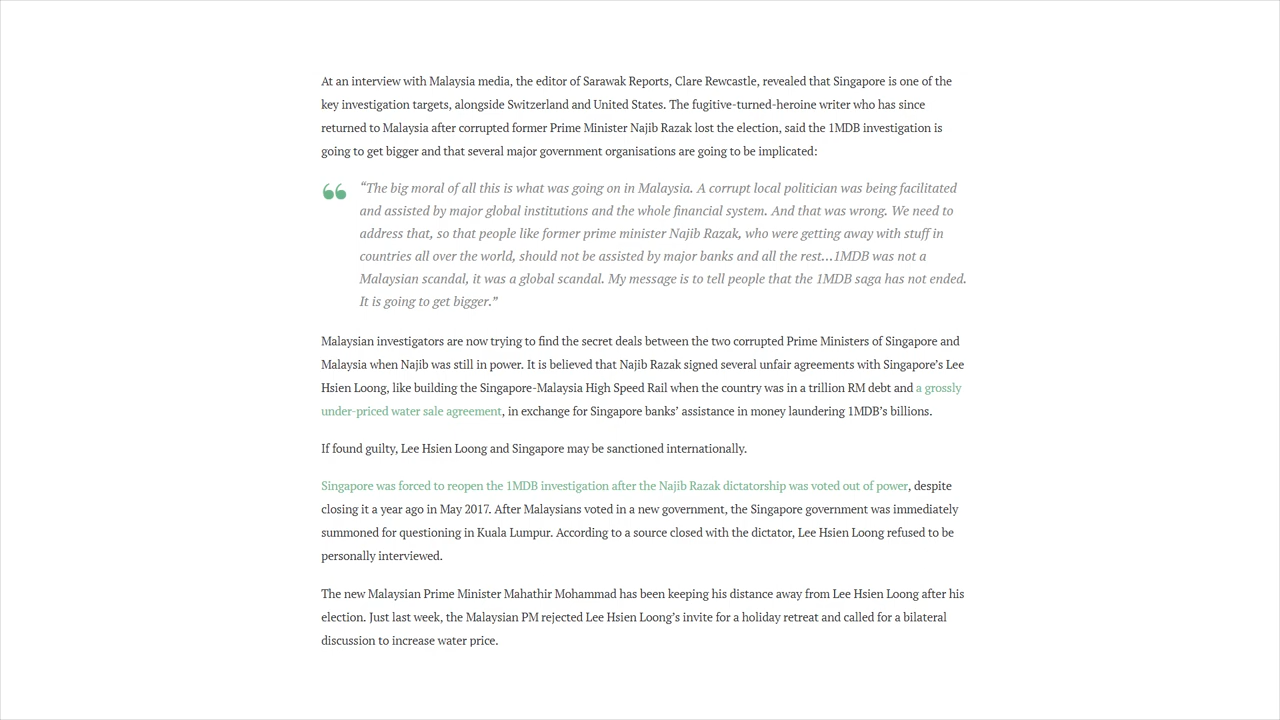 At an interview with Malaysia media, the editor of Sarawak Reports, Clare Rewcastle, revealed that Singapore is one of the
key investigation targets, alongside Switzerland and United States. The fugitive-turned-heroine writer who has since
returned to Malaysia after corrupted former Prime Minister Najib Razak lost the election, said the 1MDB investigation is
going to get bigger and that several major government organisations are going to be implicated:
“The big moral of all this is what was going on in Malaysia. A corrupt local politician was being facilitated
and assisted by major global institutions and the whole financial system. And that was wrong. We need to
address that, so that people like former prime minister Najib Razak, who were getting away with stuff in
countries all over the world, should not be assisted by major banks and all the rest…1MDB was not a
Malaysian scandal, it was a global scandal. My message is to tell people that the 1MDB saga has not ended.
It is going to get bigger.”
Malaysian investigators are now trying to find the secret deals between the two corrupted Prime Ministers of Singapore and
Malaysia when Najib was still in power. It is believed that Najib Razak signed several unfair agreements with Singapore’s Lee
Hsien Loong, like building the Singapore-Malaysia High Speed Rail when the country was in a trillion RM debt and a grossly
under-priced water sale agreement, in exchange for Singapore banks’ assistance in money laundering 1MDB’s billions.
If found guilty, Lee Hsien Loong and Singapore may be sanctioned internationally.
Singapore was forced to reopen the 1MDB investigation after the Najib Razak dictatorship was voted out of power, despite
closing it a year ago in May 2017. After Malaysians voted in a new government, the Singapore government was immediately
summoned for questioning in Kuala Lumpur. According to a source closed with the dictator, Lee Hsien Loong refused to be
personally interviewed.
The new Malaysian Prime Minister Mahathir Mohammad has been keeping his distance away from Lee Hsien Loong after his
election. Just last week, the Malaysian PM rejected Lee Hsien Loong’s invite for a holiday retreat and called for a bilateral
discussion to increase water price.